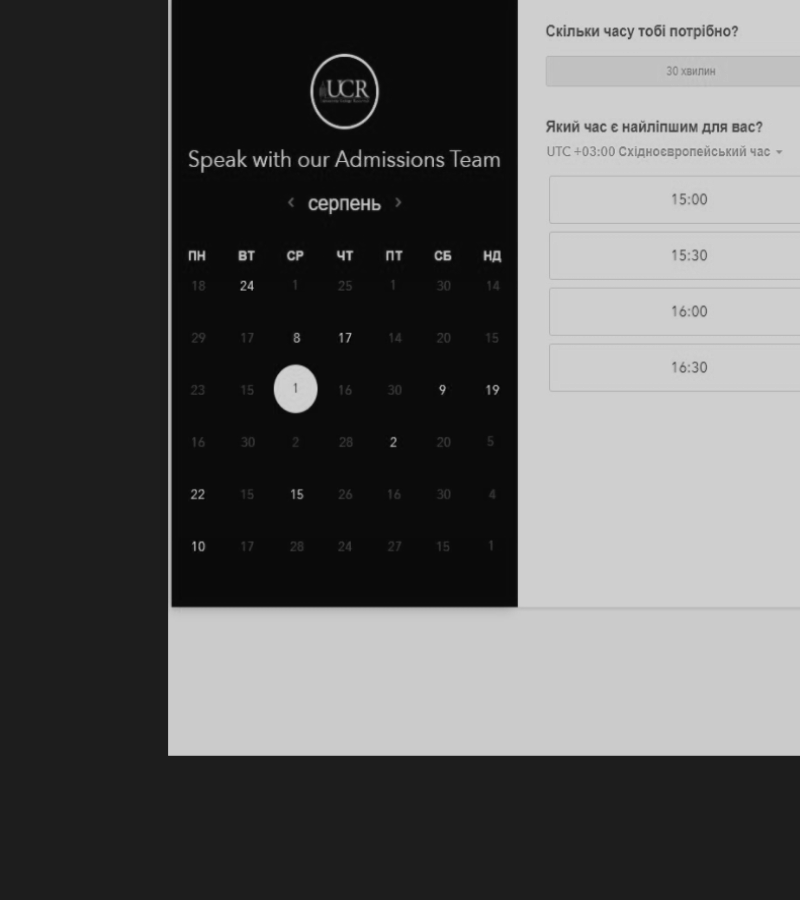 UCR
Speak with our Admissions Team
‹ серпень ›
ПН ВТ СР ЧТ ПТ СБ НД
18 24 1 25 1 30 14
29 17 8 17 14 20 15
23 15 1 16 30 9 19
16 30 2 28 2 20 5
22 15 15 26 16 30 4
10 17 28 24 27 15 1
Скільки часу тобі потрібно?
30 хвилин
Який час є найліпшим для вас?
UTC +03:00 Східноєвропейський час
15:00
15:30
16:00
16:30